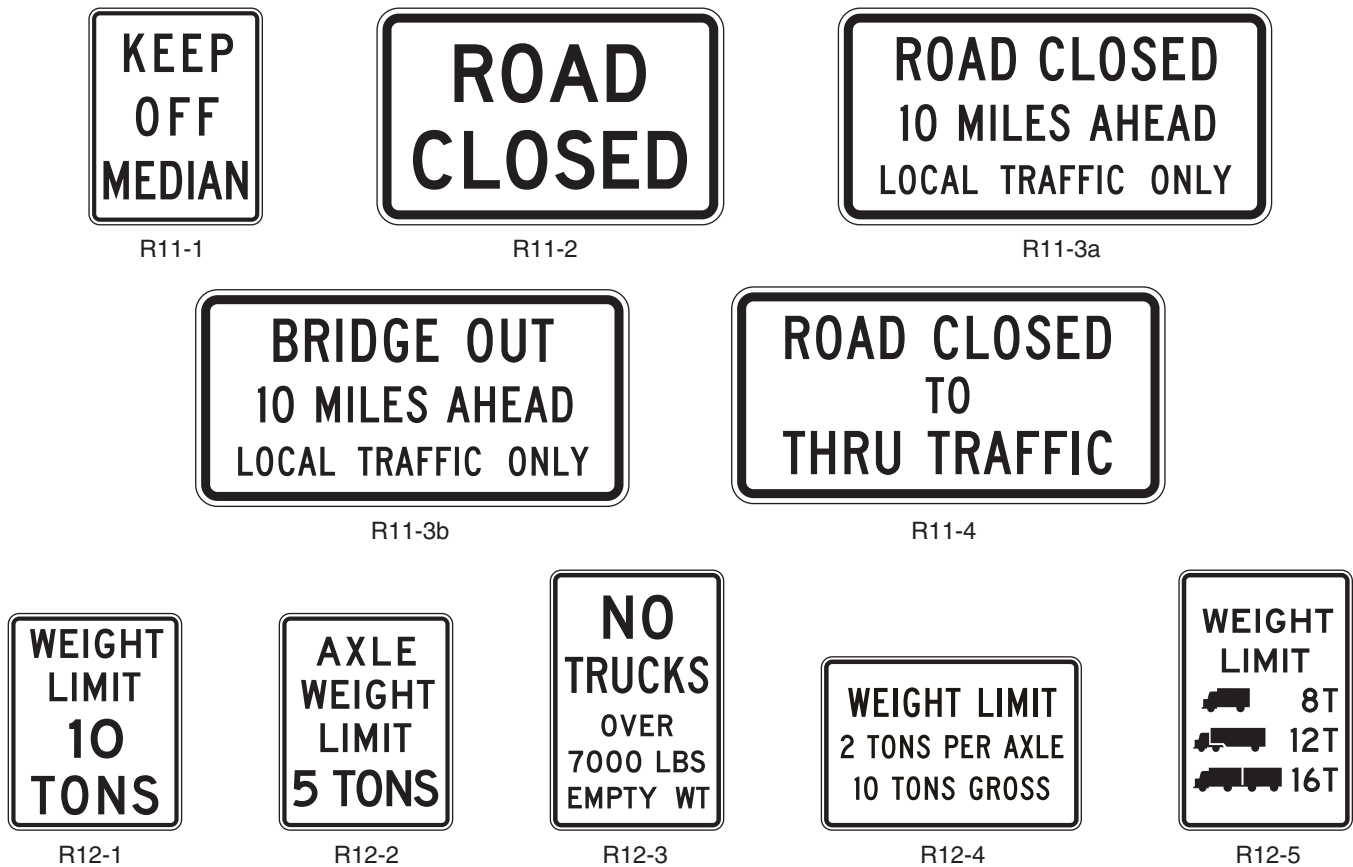 KEEP
OFF
MEDIAN
R11-1
ROAD
CLOSED
R11-2
ROAD CLOSED
10 MILES AHEAD
LOCAL TRAFFIC ONLY
R11-3a
BRIDGE OUT
10 MILES AHEAD
LOCAL TRAFFIC ONLY
R11-3b
ROAD CLOSED
TO
THRU TRAFFIC
R11-4
WEIGHT
LIMIT
10
TONS
R12-1
AXLE
WEIGHT
LIMIT
5 TONS
R12-2
NO
TRUCKS
OVER
7000 LBS
EMPTY WT
R12-3
WEIGHT LIMIT
2 TONS PER AXLE
10 TONS GROSS
R12-4
WEIGHT
LIMIT
8T
12T
16T
R12-5